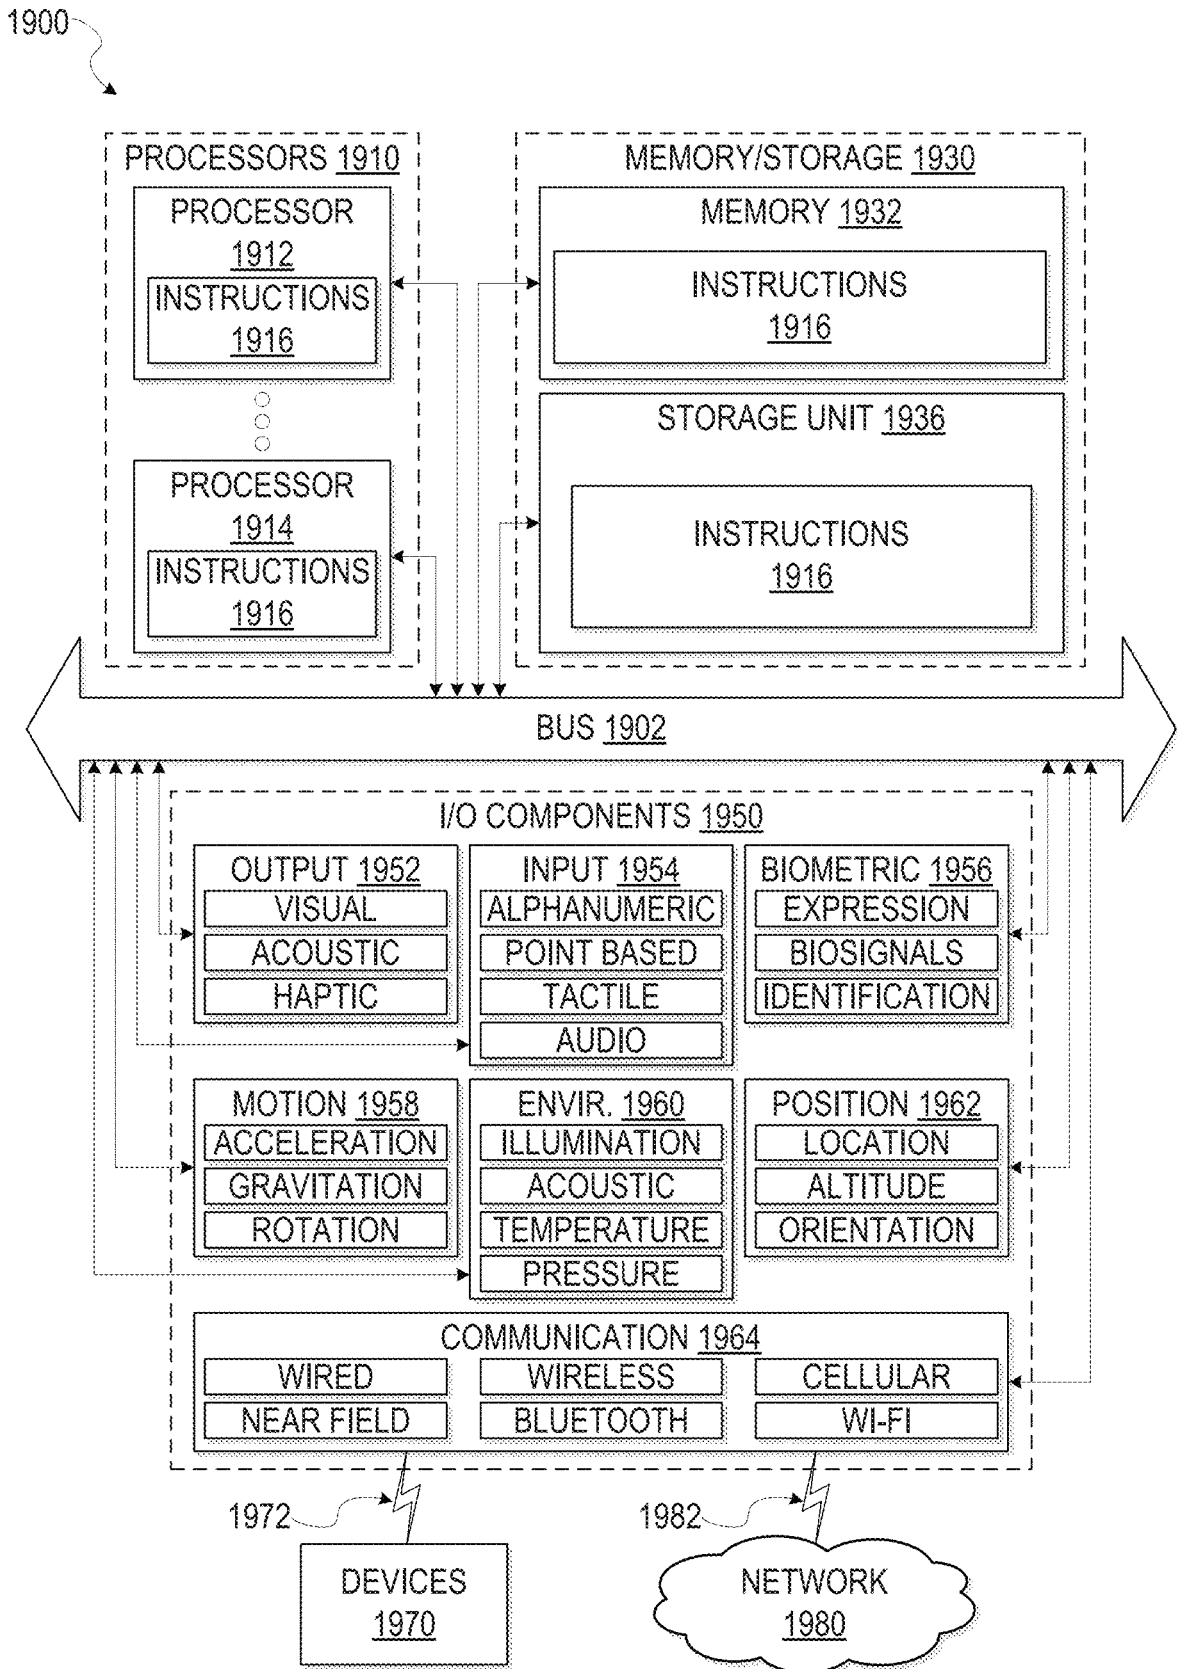 1900
PROCESSORS 1910
PROCESSOR
1912
INSTRUCTIONS
1916
PROCESSOR
1914
INSTRUCTIONS
1916
MEMORY/STORAGE 1930
MEMORY 1932
INSTRUCTIONS
1916
STORAGE UNIT 1936
INSTRUCTIONS
1916
BUS 1902
I/O COMPONENTS 1950
OUTPUT 1952
VISUAL
ACOUSTIC
HAPTIC
INPUT 1954
ALPHANUMERIC
POINT BASED
TACTILE
AUDIO
BIOMETRIC 1956
EXPRESSION
BIOSIGNALS
IDENTIFICATION
MOTION 1958
ACCELERATION
GRAVITATION
ROTATION
ENVIR. 1960
ILLUMINATION
ACOUSTIC
TEMPERATURE
PRESSURE
POSITION 1962
LOCATION
ALTITUDE
ORIENTATION
COMMUNICATION 1964
WIRED
WIRELESS
CELLULAR
NEAR FIELD
BLUETOOTH
WI-FI
1972
1982
DEVICES
1970
NETWORK
1980